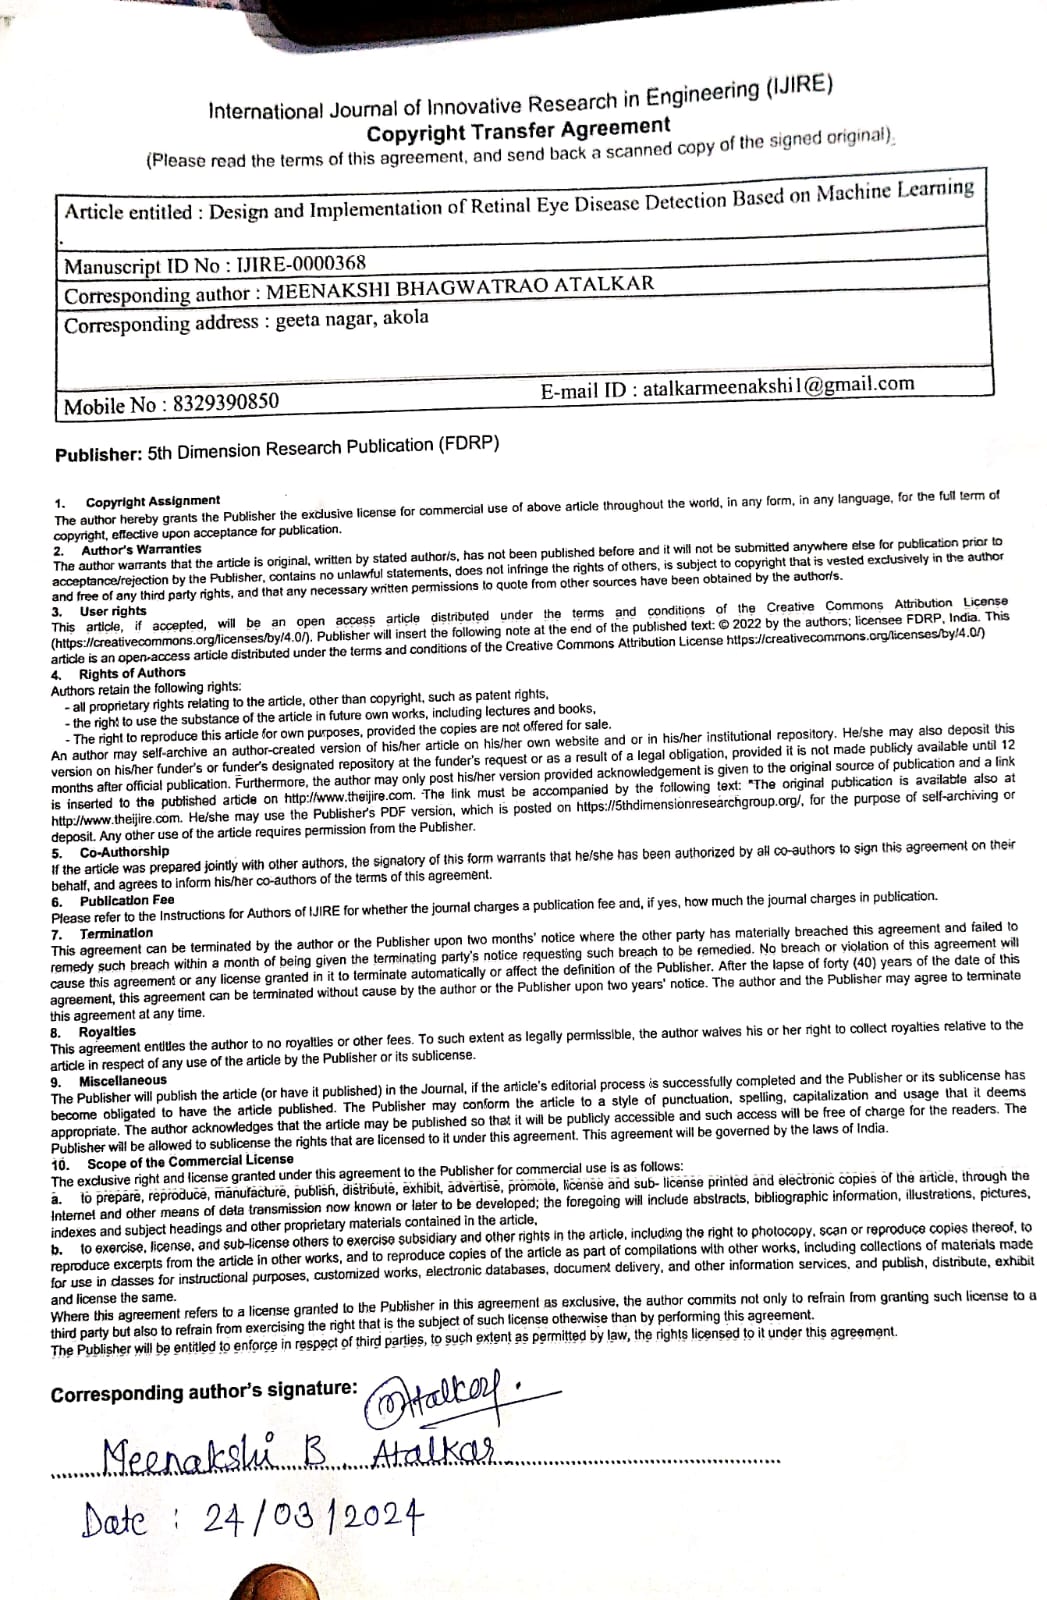 International Journal of Innovative Research in Engineering (IJIRE)
Copyright Transfer Agreement
(Please read the terms of this agreement, and send back a scanned copy of the signed original).
Article entitled : Design and Implementation of Retinal Eye Disease Detection Based on Machine Learning
.
Manuscript ID No : IJIRE-0000368
Corresponding author : MEENAKSHI BHAGWATRAO ATALKAR
Corresponding address : geeta nagar, akola
Mobile No : 8329390850 E-mail ID : atalkarmeenakshi1@gmail.com
Publisher: 5th Dimension Research Publication (FDRP)
1. Copyright Assignment
The author hereby grants the Publisher the exclusive license for commercial use of above article throughout the world, in any form, in any language, for the full term of
copyright, effective upon acceptance for publication.
2. Author's Warranties
The author warrants that the article is original, written by stated author/s, has not been published before and it will not be submitted anywhere else for publication prior to
acceptance/rejection by the Publisher, contains no unlawful statements, does not infringe the rights of others, is subject to copyright that is vested exclusively in the author
and free of any third party rights, and that any necessary written permissions to quote from other sources have been obtained by the author/s.
3. User rights
This article, if accepted, will be an open access article distributed under the terms and conditions of the Creative Commons Attribution License
(https://creativecommons.org/licenses/by/4.0/). Publisher will insert the following note at the end of the published text: © 2022 by the authors; licensee FDRP, India. This
article is an open-access article distributed under the terms and conditions of the Creative Commons Attribution License https://creativecommons.org/licenses/by/4.0/)
4. Rights of Authors
Authors retain the following rights:
- all proprietary rights relating to the article, other than copyright, such as patent rights,
- the right to use the substance of the article in future own works, including lectures and books,
- The right to reproduce this article for own purposes, provided the copies are not offered for sale.
An author may self-archive an author-created version of his/her article on his/her own website and or in his/her institutional repository. He/she may also deposit this
version on his/her funder's or funder's designated repository at the funder's request or as a result of a legal obligation, provided it is not made publicly available until 12
months after official publication. Furthermore, the author may only post his/her version provided acknowledgement is given to the original source of publication and a link
is inserted to the published article on http://www.theijire.com. The link must be accompanied by the following text: "The original publication is available also at
http://www.theijire.com. He/she may use the Publisher's PDF version, which is posted on https://5thdimensionresearchgroup.org/, for the purpose of self-archiving or
deposit. Any other use of the article requires permission from the Publisher.
5. Co-Authorship
If the article was prepared jointly with other authors, the signatory of this form warrants that he/she has been authorized by all co-authors to sign this agreement on their
behalf, and agrees to inform his/her co-authors of the terms of this agreement.
6. Publication Fee
Please refer to the Instructions for Authors of IJIRE for whether the journal charges a publication fee and, if yes, how much the journal charges in publication.
7. Termination
This agreement can be terminated by the author or the Publisher upon two months' notice where the other party has materially breached this agreement and failed to
remedy such breach within a month of being given the terminating party's notice requesting such breach to be remedied. No breach or violation of this agreement will
cause this agreement or any license granted in it to terminate automatically or affect the definition of the Publisher. After the lapse of forty (40) years of the date of this
agreement, this agreement can be terminated without cause by the author or the Publisher upon two years' notice. The author and the Publisher may agree to terminate
this agreement at any time.
8. Royalties
This agreement entitles the author to no royalties or other fees. To such extent as legally permissible, the author waives his or her right to collect royalties relative to the
article in respect of any use of the article by the Publisher or its sublicense.
9. Miscellaneous
The Publisher will publish the article (or have it published) in the Journal, if the article's editorial process is successfully completed and the Publisher or its sublicense has
become obligated to have the article published. The Publisher may conform the article to a style of punctuation, spelling, capitalization and usage that it deems
appropriate. The author acknowledges that the article may be published so that it will be publicly accessible and such access will be free of charge for the readers. The
Publisher will be allowed to sublicense the rights that are licensed to it under this agreement. This agreement will be governed by the laws of India.
10. Scope of the Commercial License
The exclusive right and license granted under this agreement to the Publisher for commercial use is as follows:
a. to prepare, reproduce, manufacture, publish, distribute, exhibit, advertise, promote, license and sub- license printed and electronic copies of the article, through the
Internet and other means of data transmission now known or later to be developed; the foregoing will include abstracts, bibliographic information, illustrations, pictures,
indexes and subject headings and other proprietary materials contained in the article,
b. to exercise, license, and sub-license others to exercise subsidiary and other rights in the article, including the right to photocopy, scan or reproduce copies thereof, to
reproduce excerpts from the article in other works, and to reproduce copies of the article as part of compilations with other works, including collections of materials made
for use in classes for instructional purposes, customized works, electronic databases, document delivery, and other information services, and publish, distribute, exhibit
and license the same.
Where this agreement refers to a license granted to the Publisher in this agreement as exclusive, the author commits not only to refrain from granting such license to a
third party but also to refrain from exercising the right that is the subject of such license otherwise than by performing this agreement.
The Publisher will be entitled to enforce in respect of third parties, to such extent as permitted by law, the rights licensed to it under this agreement.
Corresponding author's signature: Atalkar.
Meenakshi B. Atalkar
Date : 24/03/2024